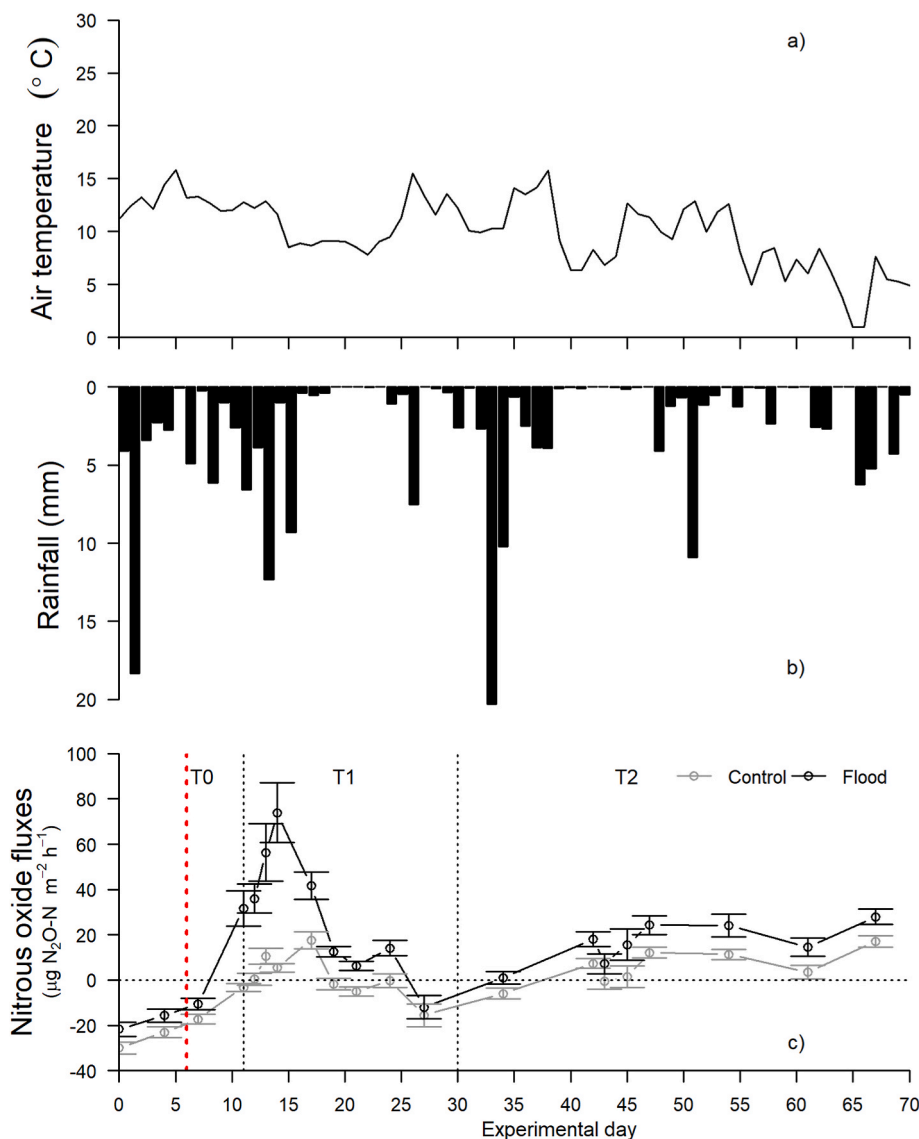 30
25
20
15
10
5
0
Air temperature (° C)
a)
0
5
10
15
20
Rainfall (mm)
b)
100
80
60
40
20
0
-20
-40
Nitrous oxide fluxes
(µg N₂O-N m⁻² h⁻¹)
T0
T1
T2
Control
Flood
c)
0 5 10 15 20 25 30 35 40 45 50 55 60 65 70
Experimental day